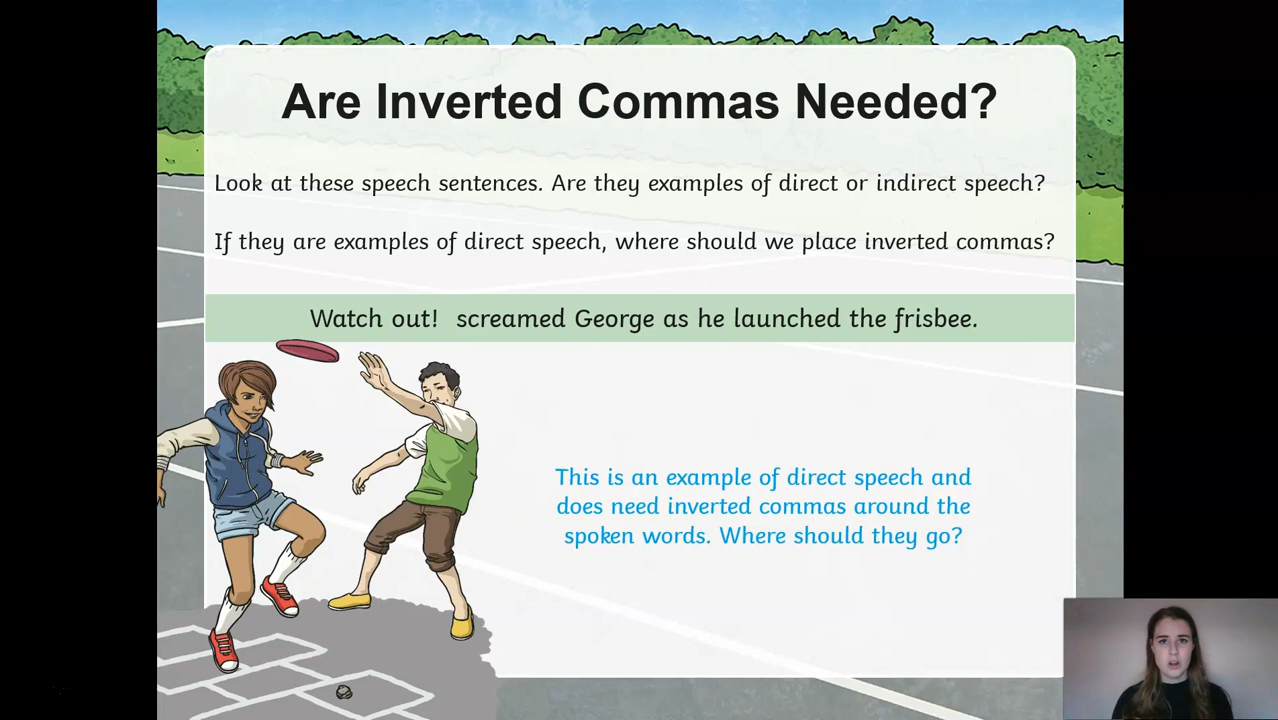 Are Inverted Commas Needed?
Look at these speech sentences. Are they examples of direct or indirect speech?
If they are examples of direct speech, where should we place inverted commas?
Watch out!  screamed George as he launched the frisbee.
This is an example of direct speech and
does need inverted commas around the
spoken words. Where should they go?